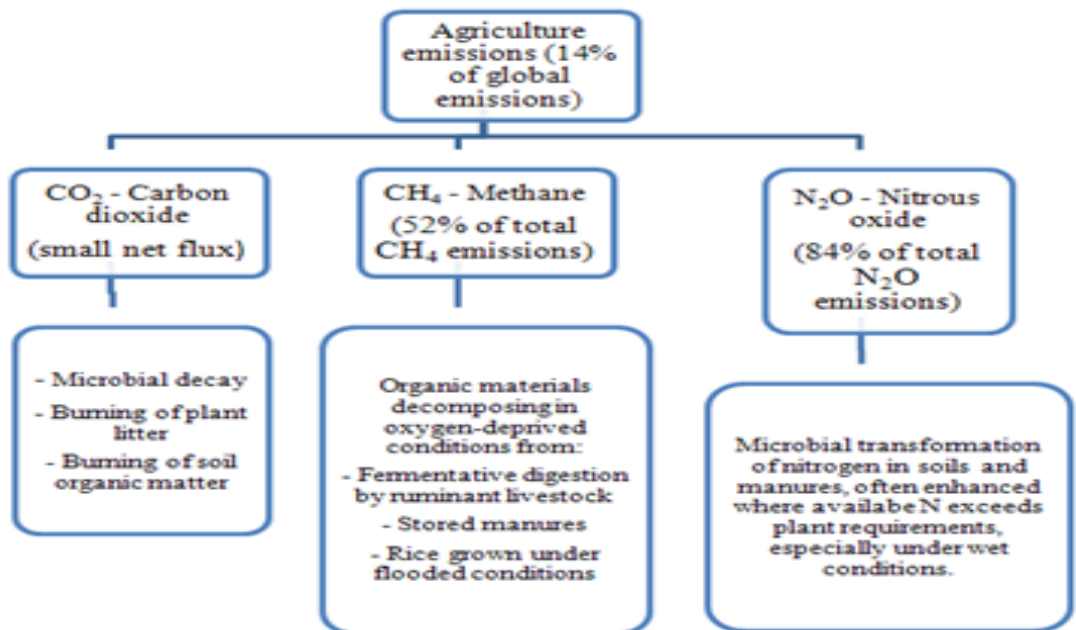 Agriculture
emissions (14%
of global
emissions)
CO₂ - Carbon
dioxide
(small net flux)
CH₄ - Methane
(52% of total
CH₄ emissions)
N₂O - Nitrous
oxide
(84% of total
N₂O
emissions)
- Microbial decay
- Burning of plant
litter
- Burning of soil
organic matter
Organic materials
decomposing in
oxygen-deprived
conditions from:
- Fermentative digestion
by ruminant livestock
- Stored manures
- Rice grown under
flooded conditions
Microbial transformation
of nitrogen in soils and
manures, often enhanced
where availabe N exceeds
plant requirements,
especially under wet
conditions.